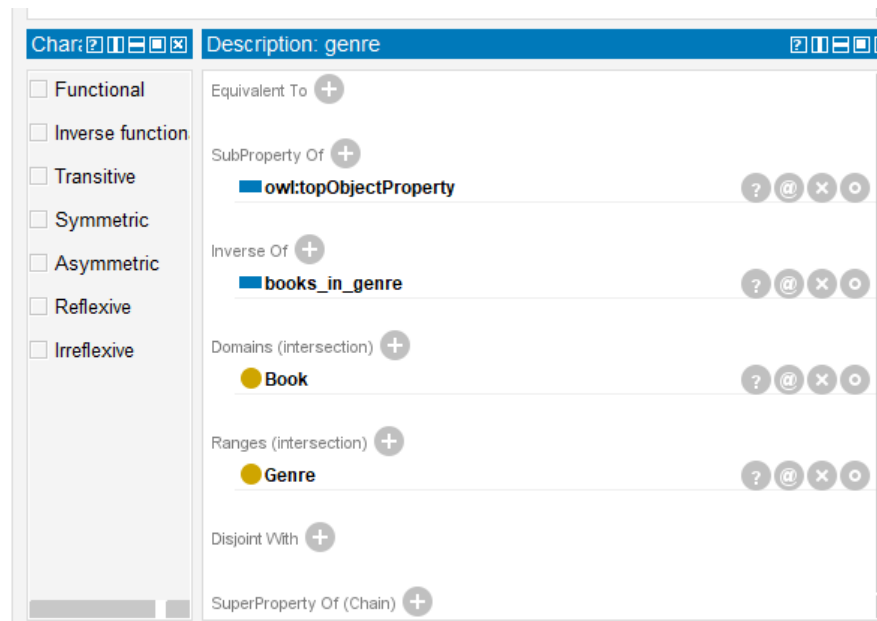 Chara
Description: genre
Functional
Inverse function
Transitive
Symmetric
Asymmetric
Reflexive
Irreflexive
Equivalent To
SubProperty Of
owl:topObjectProperty
Inverse Of
books_in_genre
Domains (intersection)
Book
Ranges (intersection)
Genre
Disjoint With
SuperProperty Of (Chain)